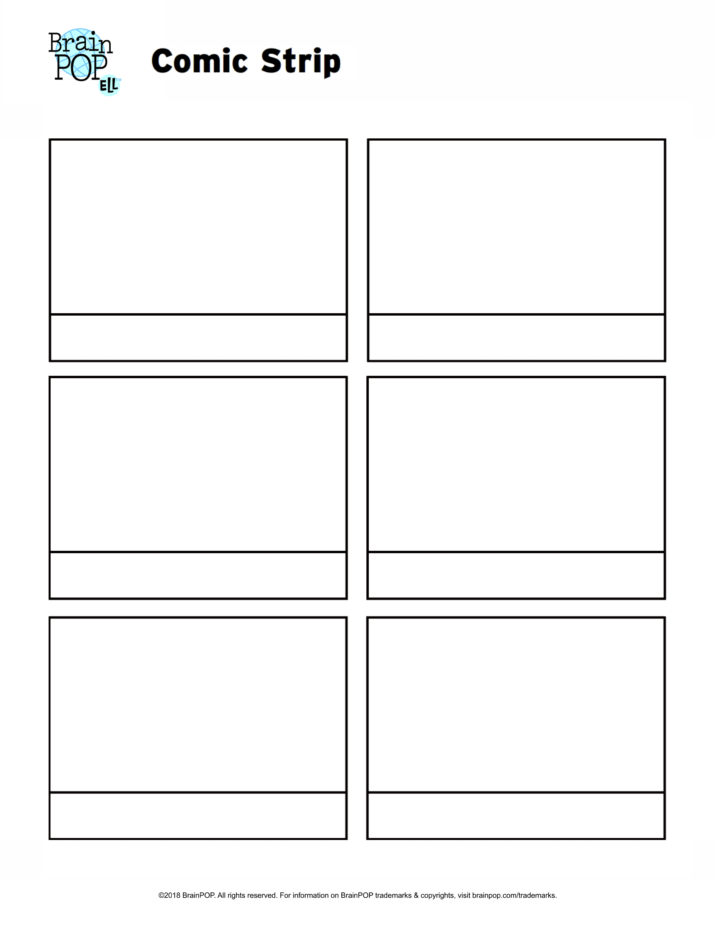 Brain
POP
ELL
Comic Strip
©2018 BrainPOP. All rights reserved. For information on BrainPOP trademarks & copyrights, visit brainpop.com/trademarks.